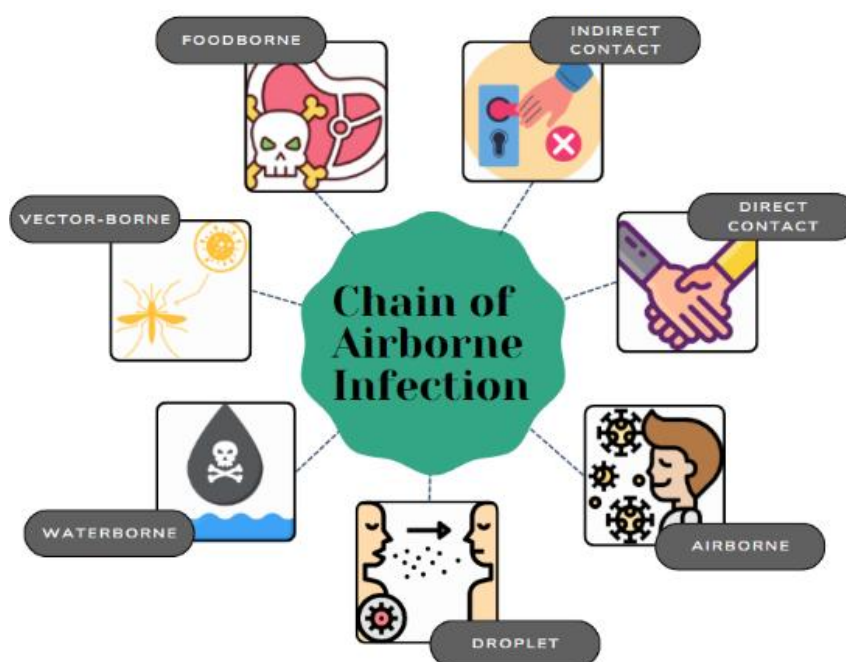 FOODBORNE
INDIRECT
CONTACT
VECTOR-BORNE
DIRECT
CONTACT
Chain of
Airborne
Infection
WATERBORNE
AIRBORNE
DROPLET